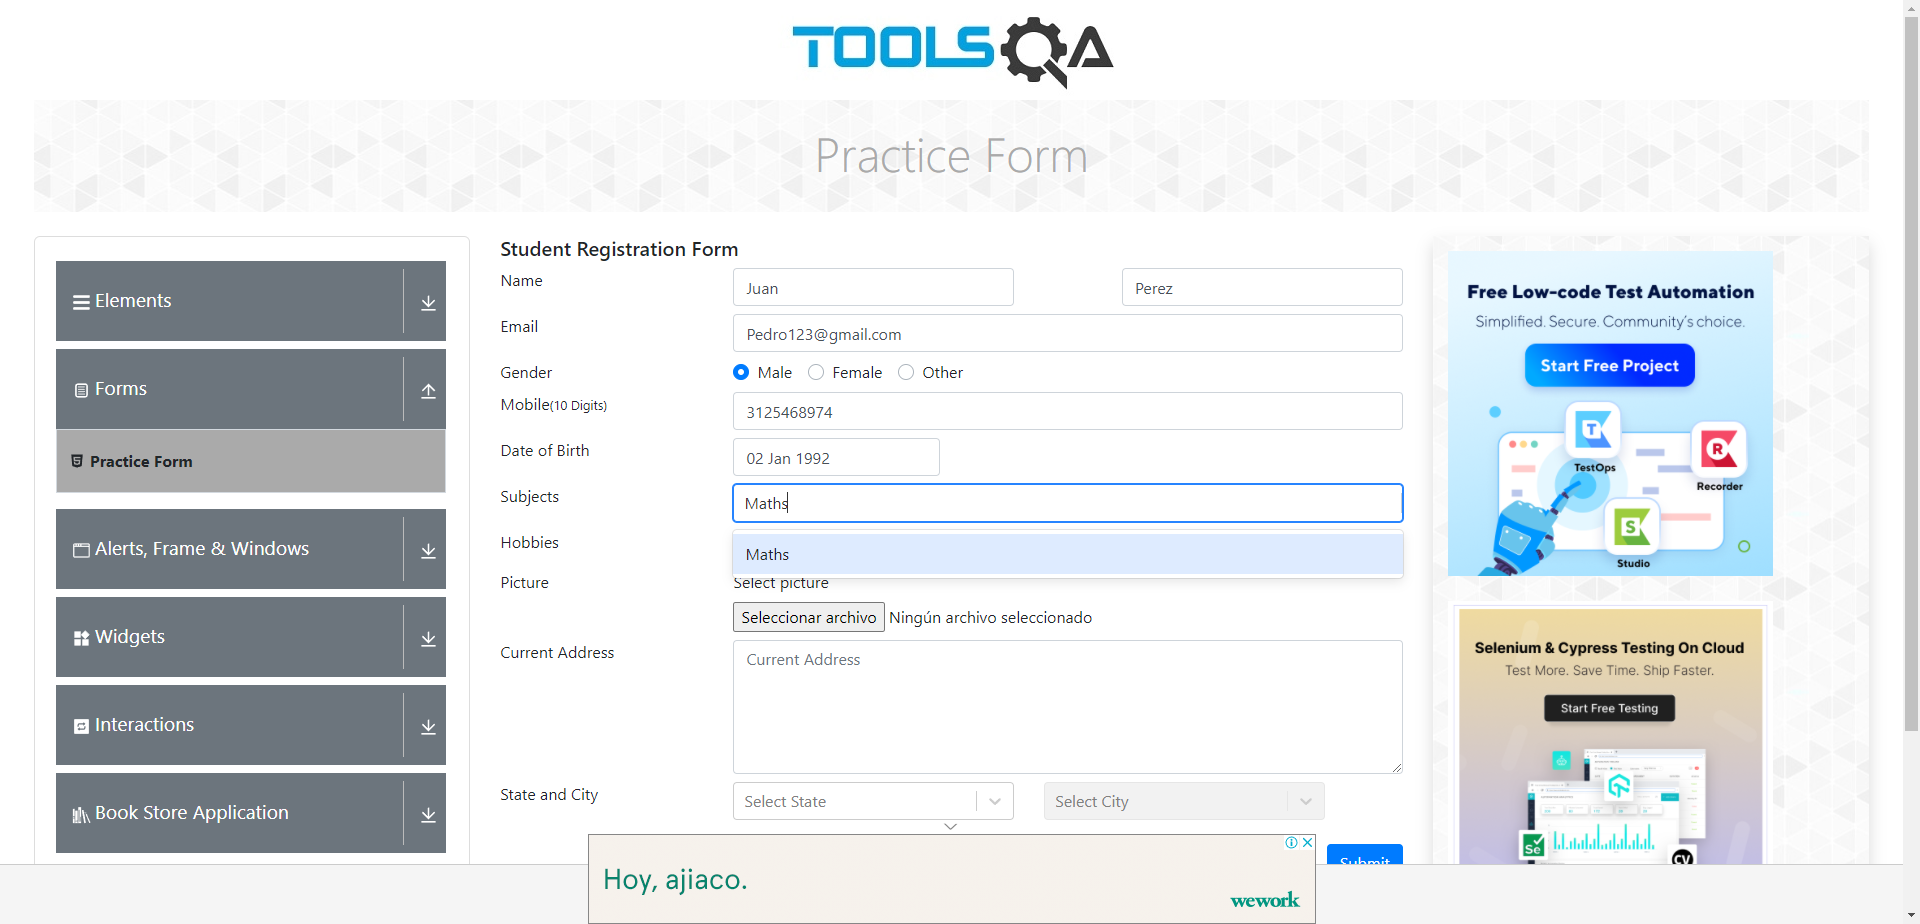 TOOLSQA
Practice Form
Elements
Forms
Practice Form
Alerts, Frame & Windows
Widgets
Interactions
Book Store Application
Student Registration Form
Name
Juan
Perez
Email
Pedro123@gmail.com
Gender
Male
Female
Other
Mobile(10 Digits)
3125468974
Date of Birth
02 Jan 1992
Subjects
Maths
Hobbies
Maths
Picture
Select picture
Seleccionar archivo Ningún archivo seleccionado
Current Address
Current Address
State and City
Select State
Select City
Submit
Free Low-code Test Automation
Simplified. Secure. Community's choice.
Start Free Project
T
TestOps
R
Recorder
S
Studio
Selenium & Cypress Testing On Cloud
Test More. Save Time. Ship Faster.
Start Free Testing
Se
CV
Hoy, ajiaco.
wework